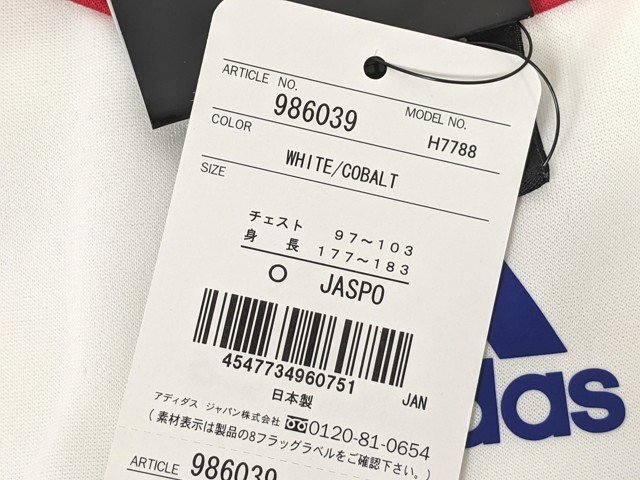 ARTICLE NO.
986039
MODEL NO.
H7788
COLOR
WHITE/COBALT
SIZE
チェスト 97～103
身 長 177～183
O JASPO
4547734960751 JAN
日本製
アディダス ジャパン株式会社 0120-81-0654
(素材表示は製品の8フラッグラベルをご確認下さい。)
ARTICLE NO.
986039
das